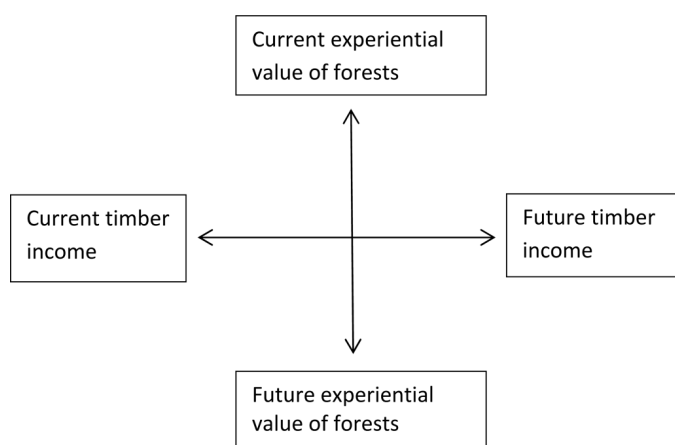 Current experiential
value of forests
Current timber
income
Future timber
income
Future experiential
value of forests